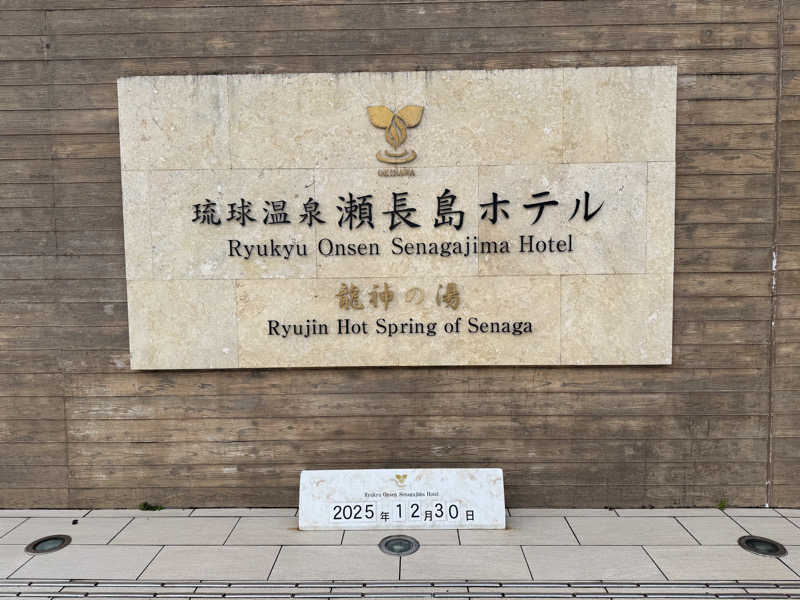 OKINAWA
琉球温泉 瀬長島ホテル
Ryukyu Onsen Senagajima Hotel
龍神の湯
Ryujin Hot Spring of Senaga
Ryukyu Onsen Senagajima Hotel
2025年12月30日